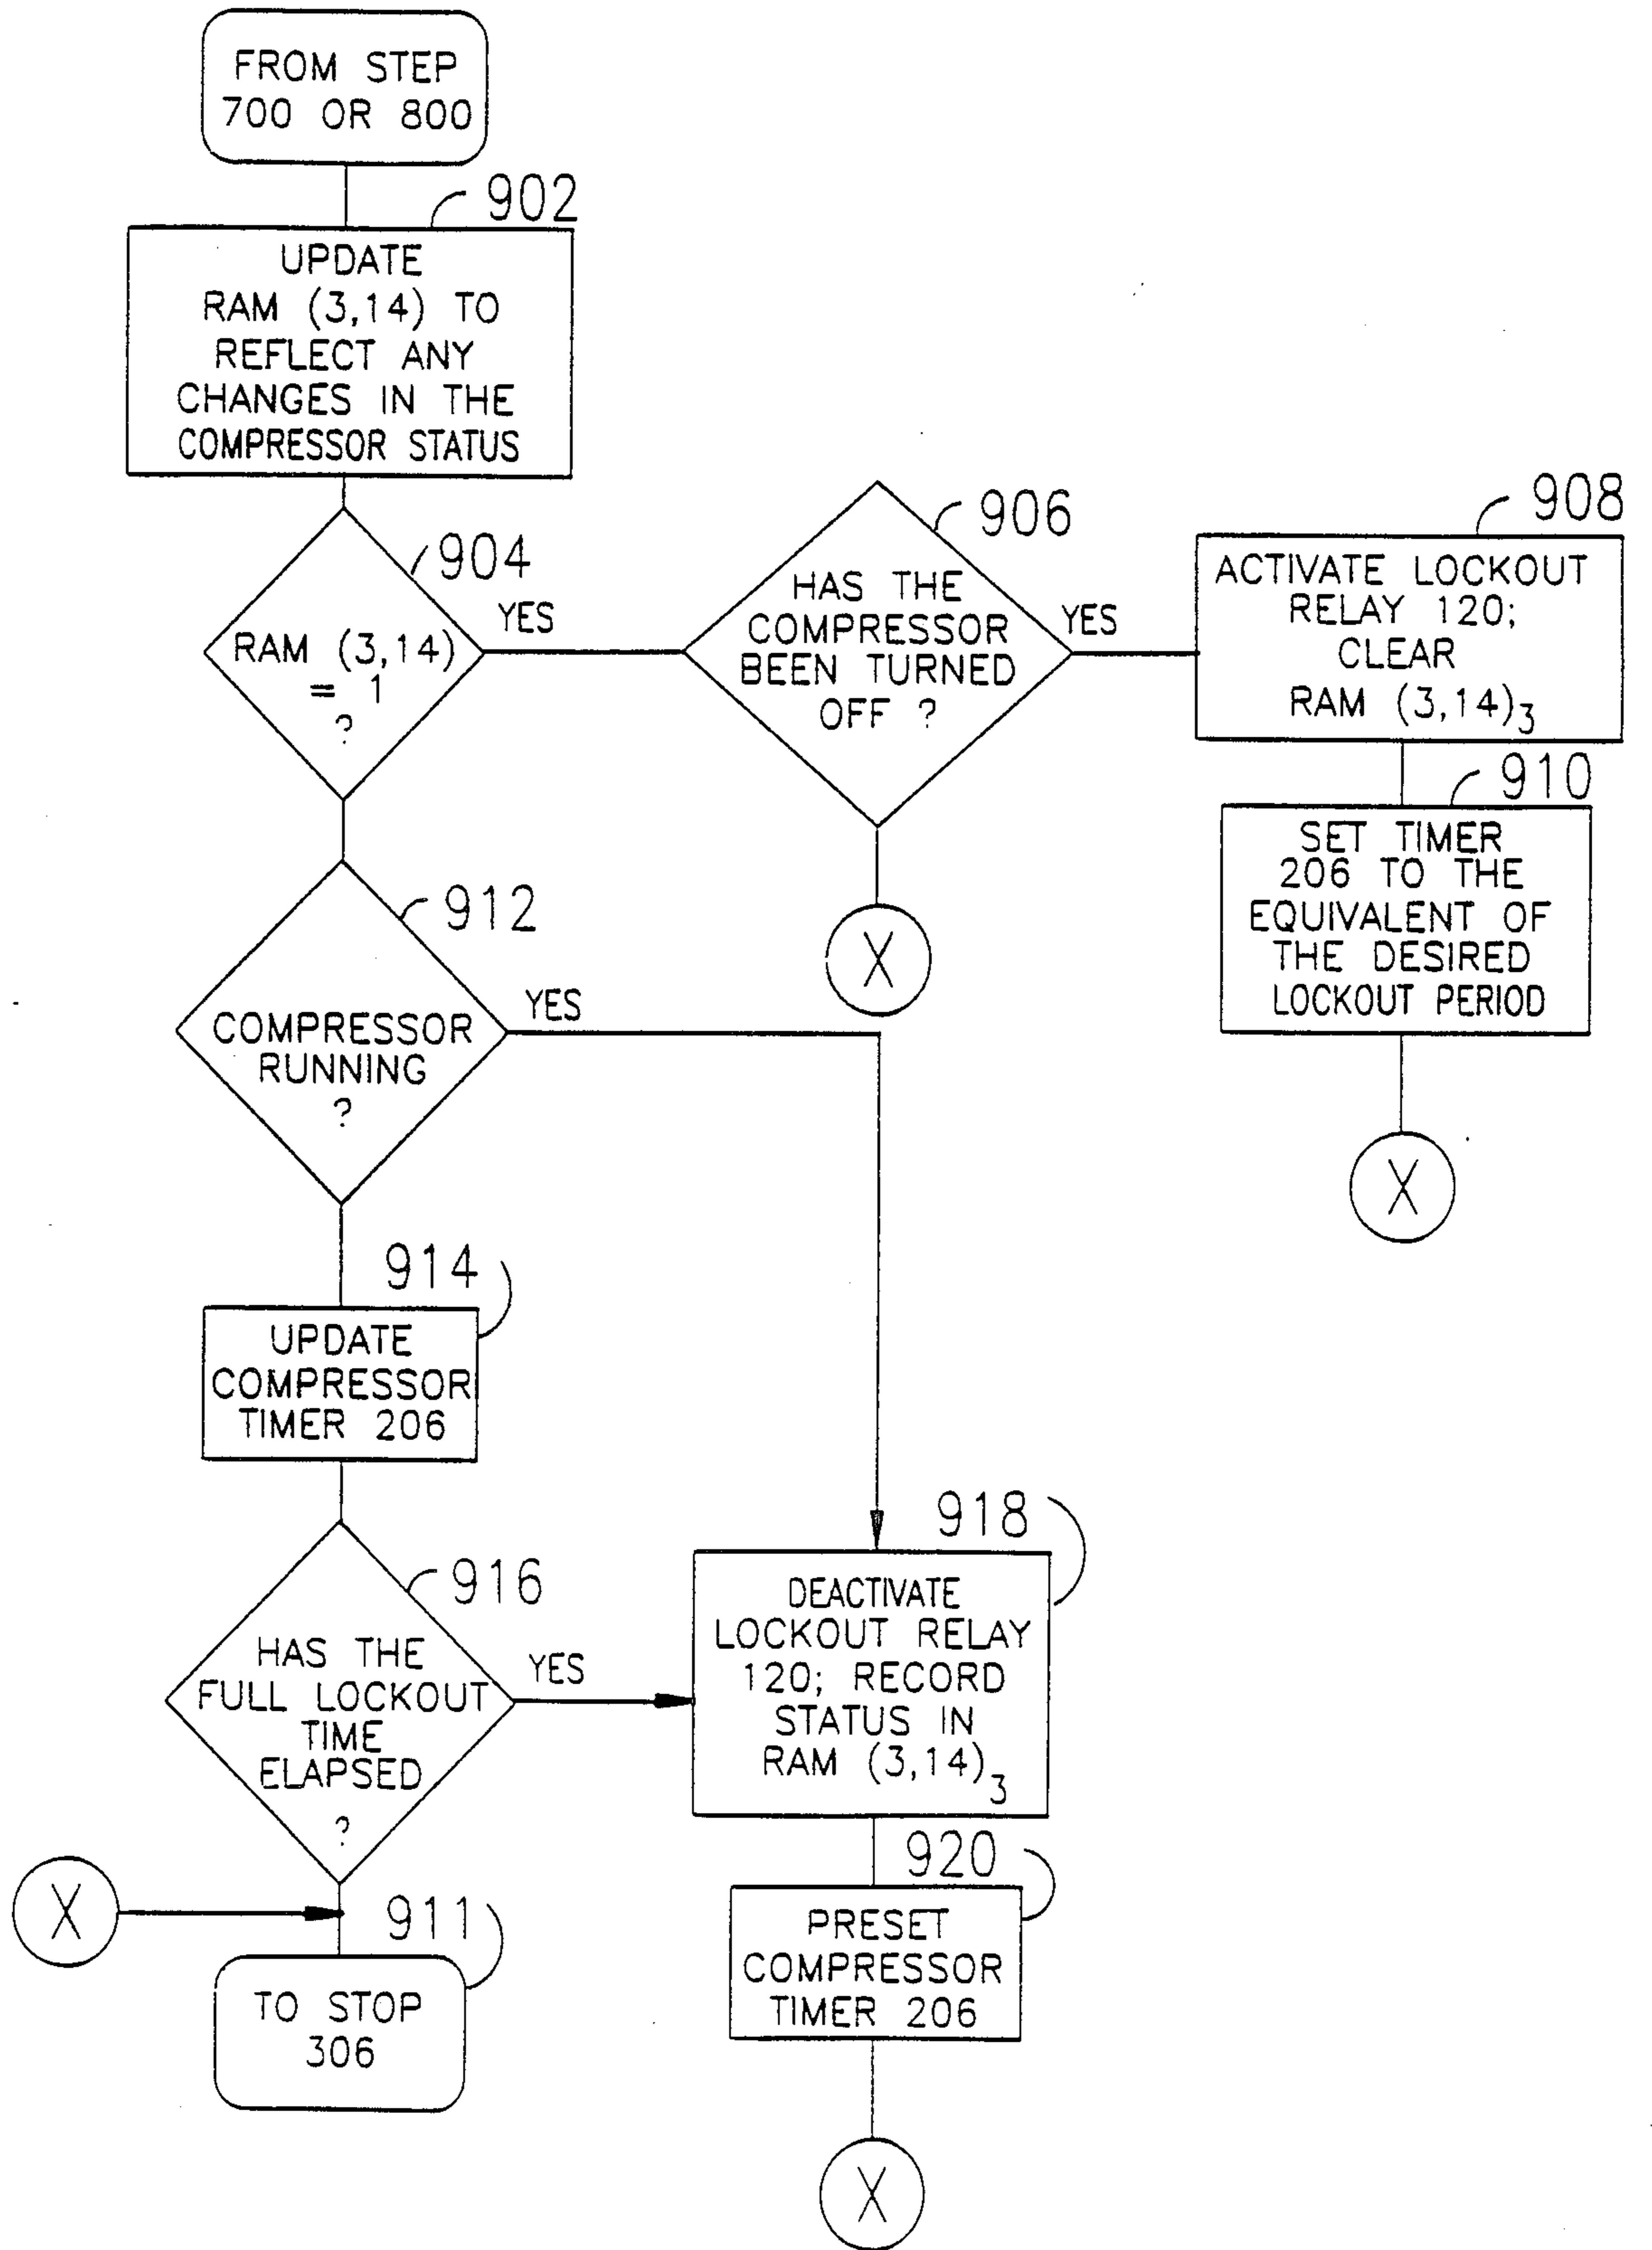 FROM STEP
700 OR 800
902
UPDATE
RAM (3,14) TO
REFLECT ANY
CHANGES IN THE
COMPRESSOR STATUS
904
RAM (3,14)
= 1
?
YES
906
HAS THE
COMPRESSOR
BEEN TURNED
OFF ?
YES
908
ACTIVATE LOCKOUT
RELAY 120;
CLEAR
RAM (3,14)3
910
SET TIMER
206 TO THE
EQUIVALENT OF
THE DESIRED
LOCKOUT PERIOD
X
X
912
COMPRESSOR
RUNNING
?
YES
914
UPDATE
COMPRESSOR
TIMER 206
916
HAS THE
FULL LOCKOUT
TIME
ELAPSED
?
YES
918
DEACTIVATE
LOCKOUT RELAY
120; RECORD
STATUS IN
RAM (3,14)3
920
PRESET
COMPRESSOR
TIMER 206
X
X
911
TO STOP
306